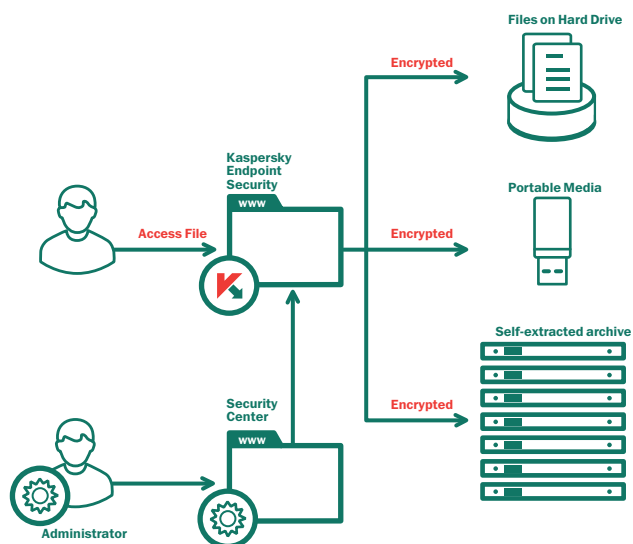 Files on Hard Drive
Encrypted
Kaspersky
Endpoint
Security
www
Portable Media
Access File
Encrypted
Self-extracted archive
Security
Center
www
Encrypted
Administrator